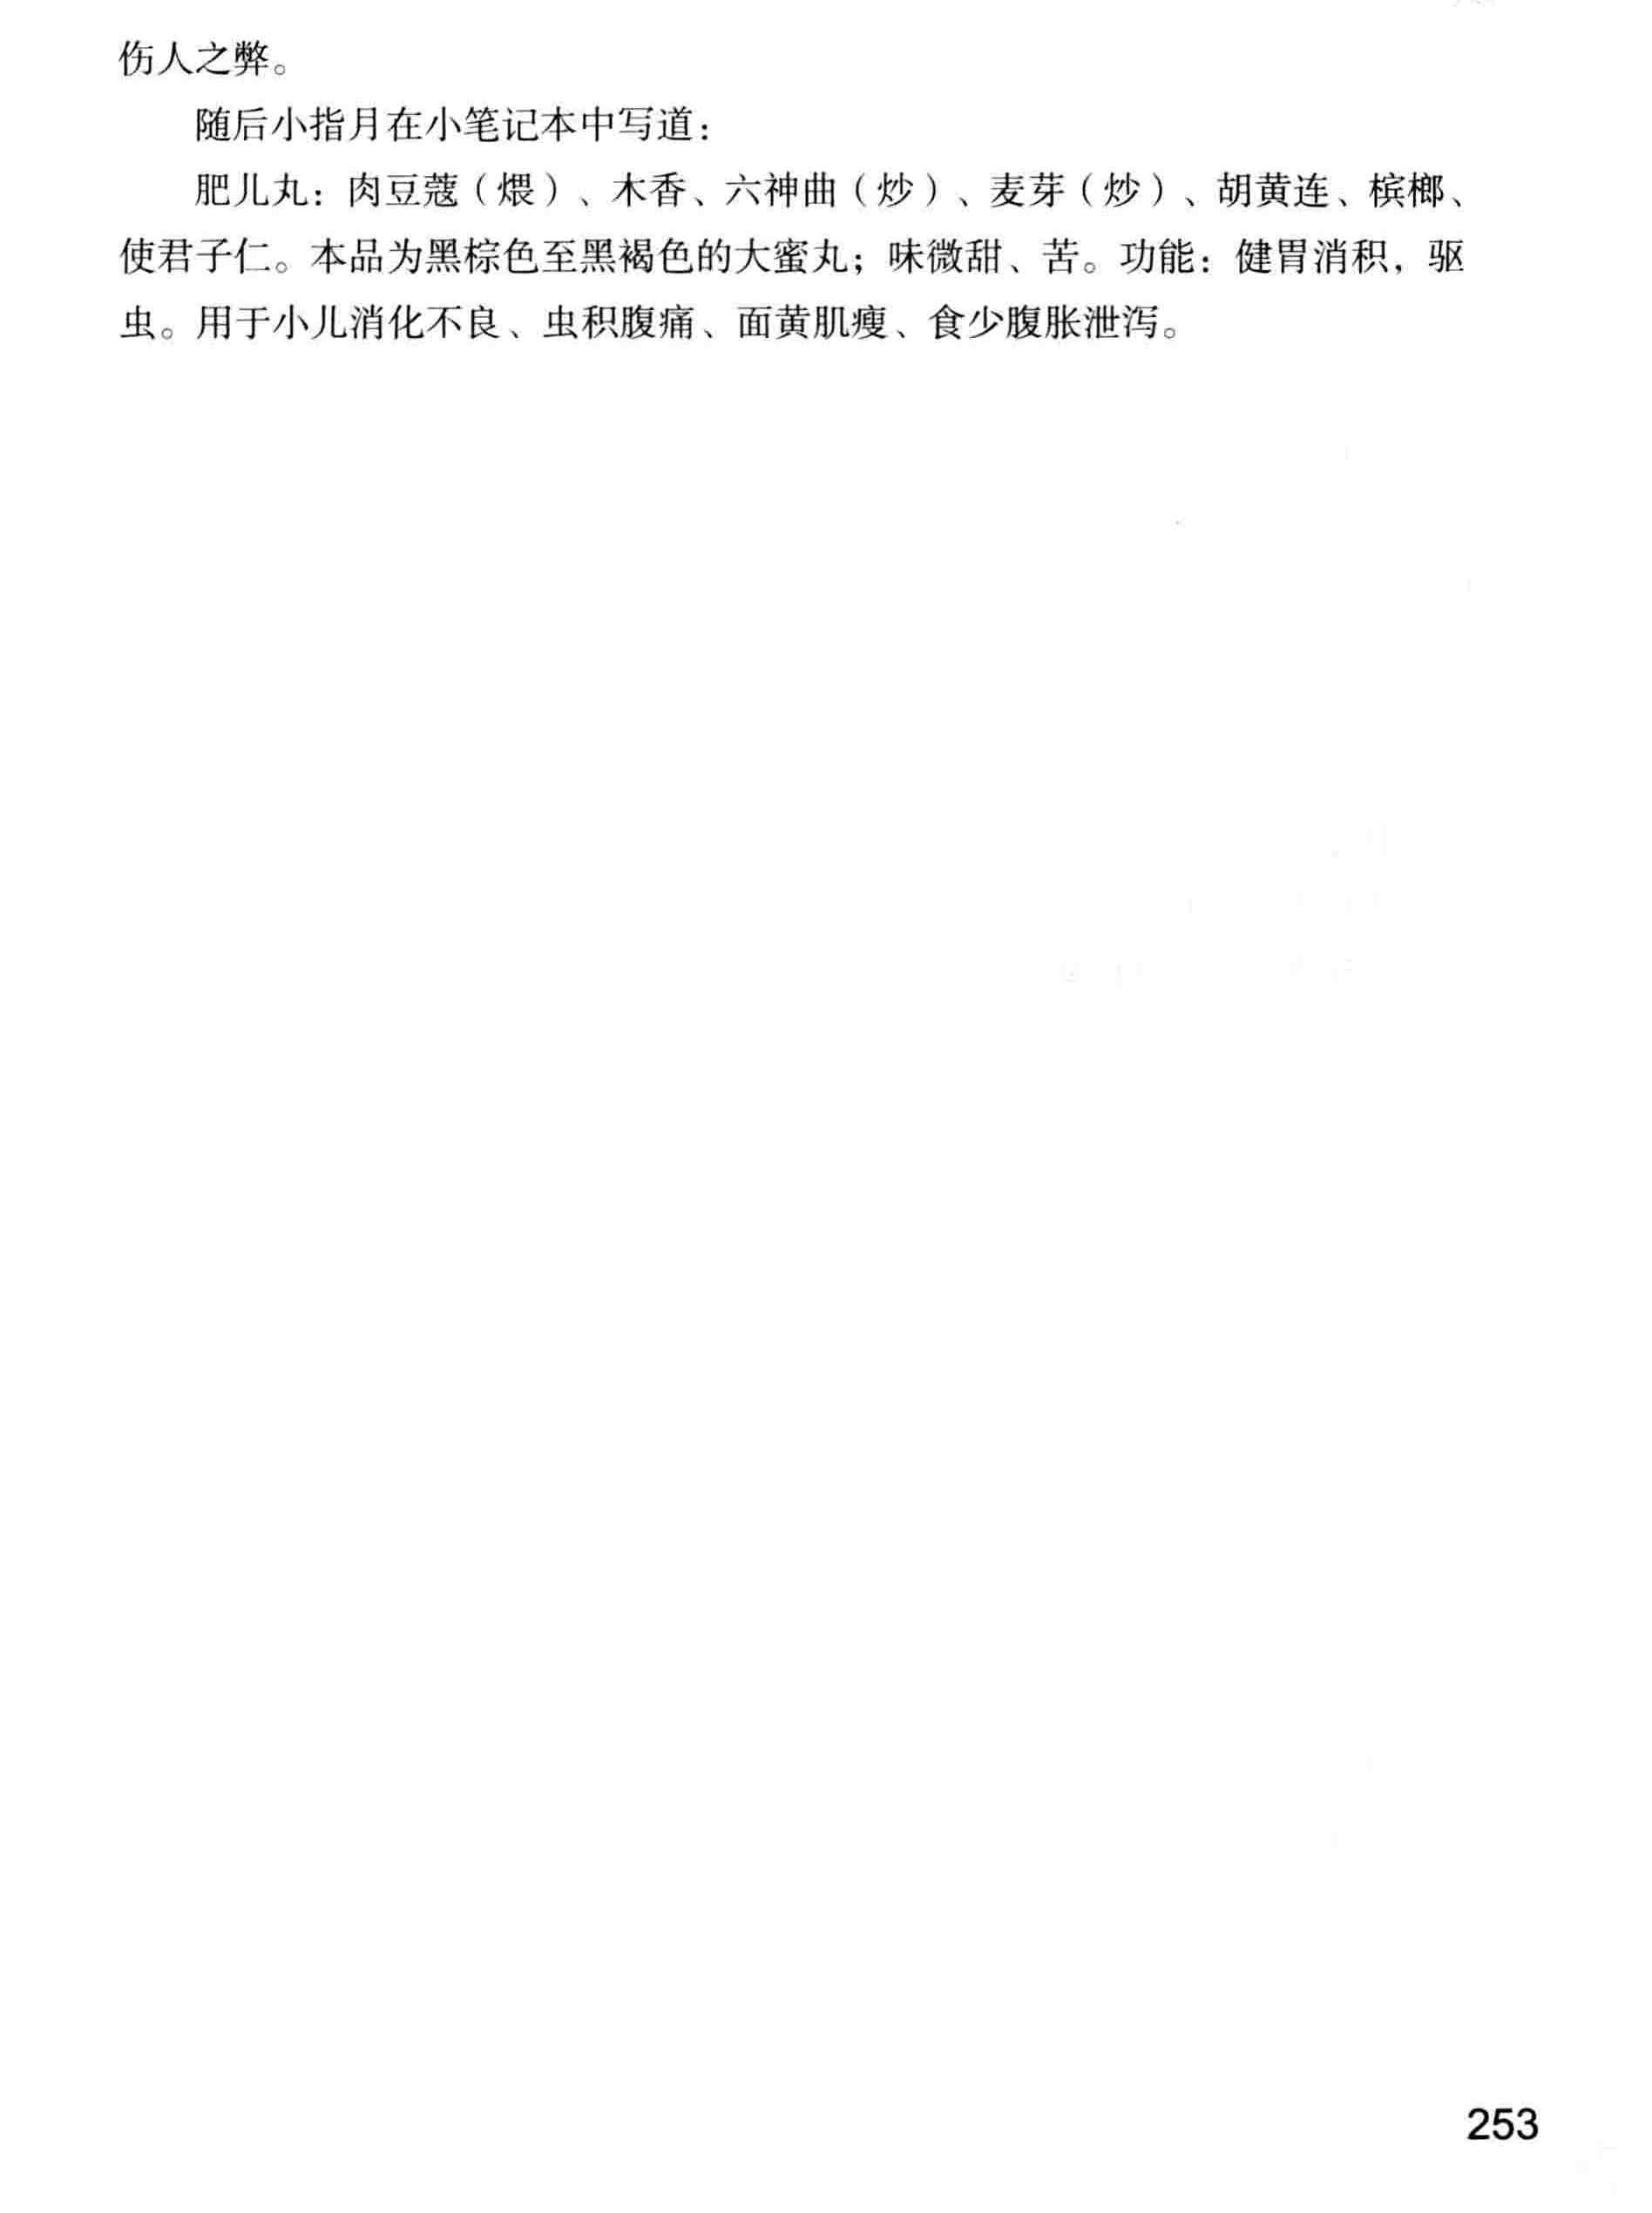 伤人之弊。
随后小指月在小笔记本中写道：
肥儿丸：肉豆蔻（煨）、木香、六神曲（炒）、麦芽（炒）、胡黄连、槟榔、
使君子仁。本品为黑棕色至黑褐色的大蜜丸；味微甜、苦。功能：健胃消积，驱
虫。用于小儿消化不良、虫积腹痛、面黄肌瘦、食少腹胀泄泻。
253